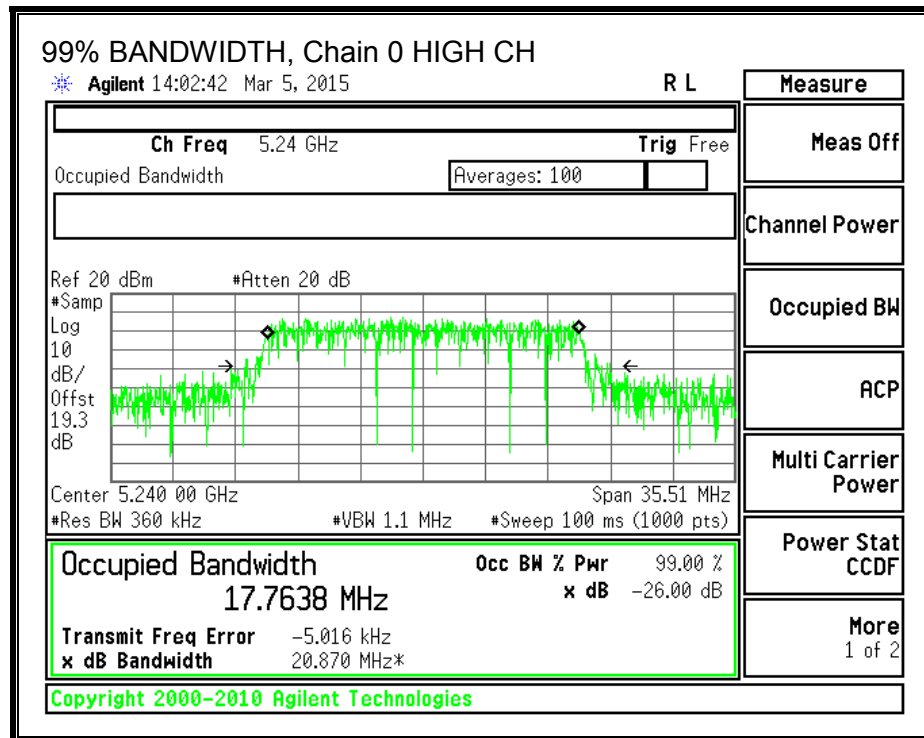 99% BANDWIDTH, Chain 0 HIGH CH
Agilent 14:02:42 Mar 5, 2015 R L
Measure
Ch Freq 5.24 GHz Trig Free
Meas Off
Occupied Bandwidth Averages: 100
Channel Power
Ref 20 dBm #Atten 20 dB
#Samp
Log
10
dB/
Offst
19.3
dB
Occupied BW
ACP
Multi Carrier
Power
Center 5.240 00 GHz Span 35.51 MHz
#Res BW 360 kHz #VBW 1.1 MHz #Sweep 100 ms (1000 pts)
Power Stat
CCDF
Occupied Bandwidth Occ BW % Pwr 99.00 %
17.7638 MHz x dB -26.00 dB
Transmit Freq Error -5.016 kHz
x dB Bandwidth 20.870 MHz*
More
1 of 2
Copyright 2000-2010 Agilent Technologies